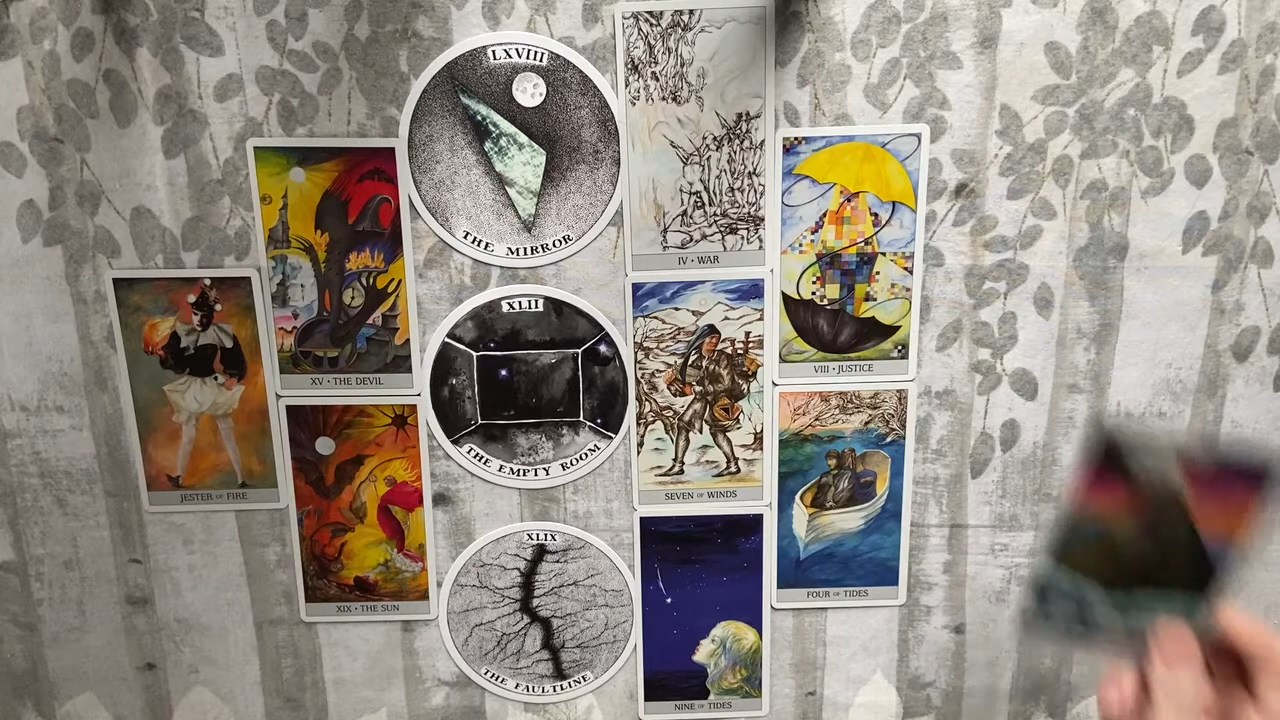 LXVIII
THE MIRROR
IV • WAR
XV • THE DEVIL
VIII • JUSTICE
JESTER OF FIRE
XLII
THE EMPTY ROOM
SEVEN OF WINDS
XIX • THE SUN
FOUR OF TIDES
XLIX
THE FAULTLINE
NINE OF TIDES